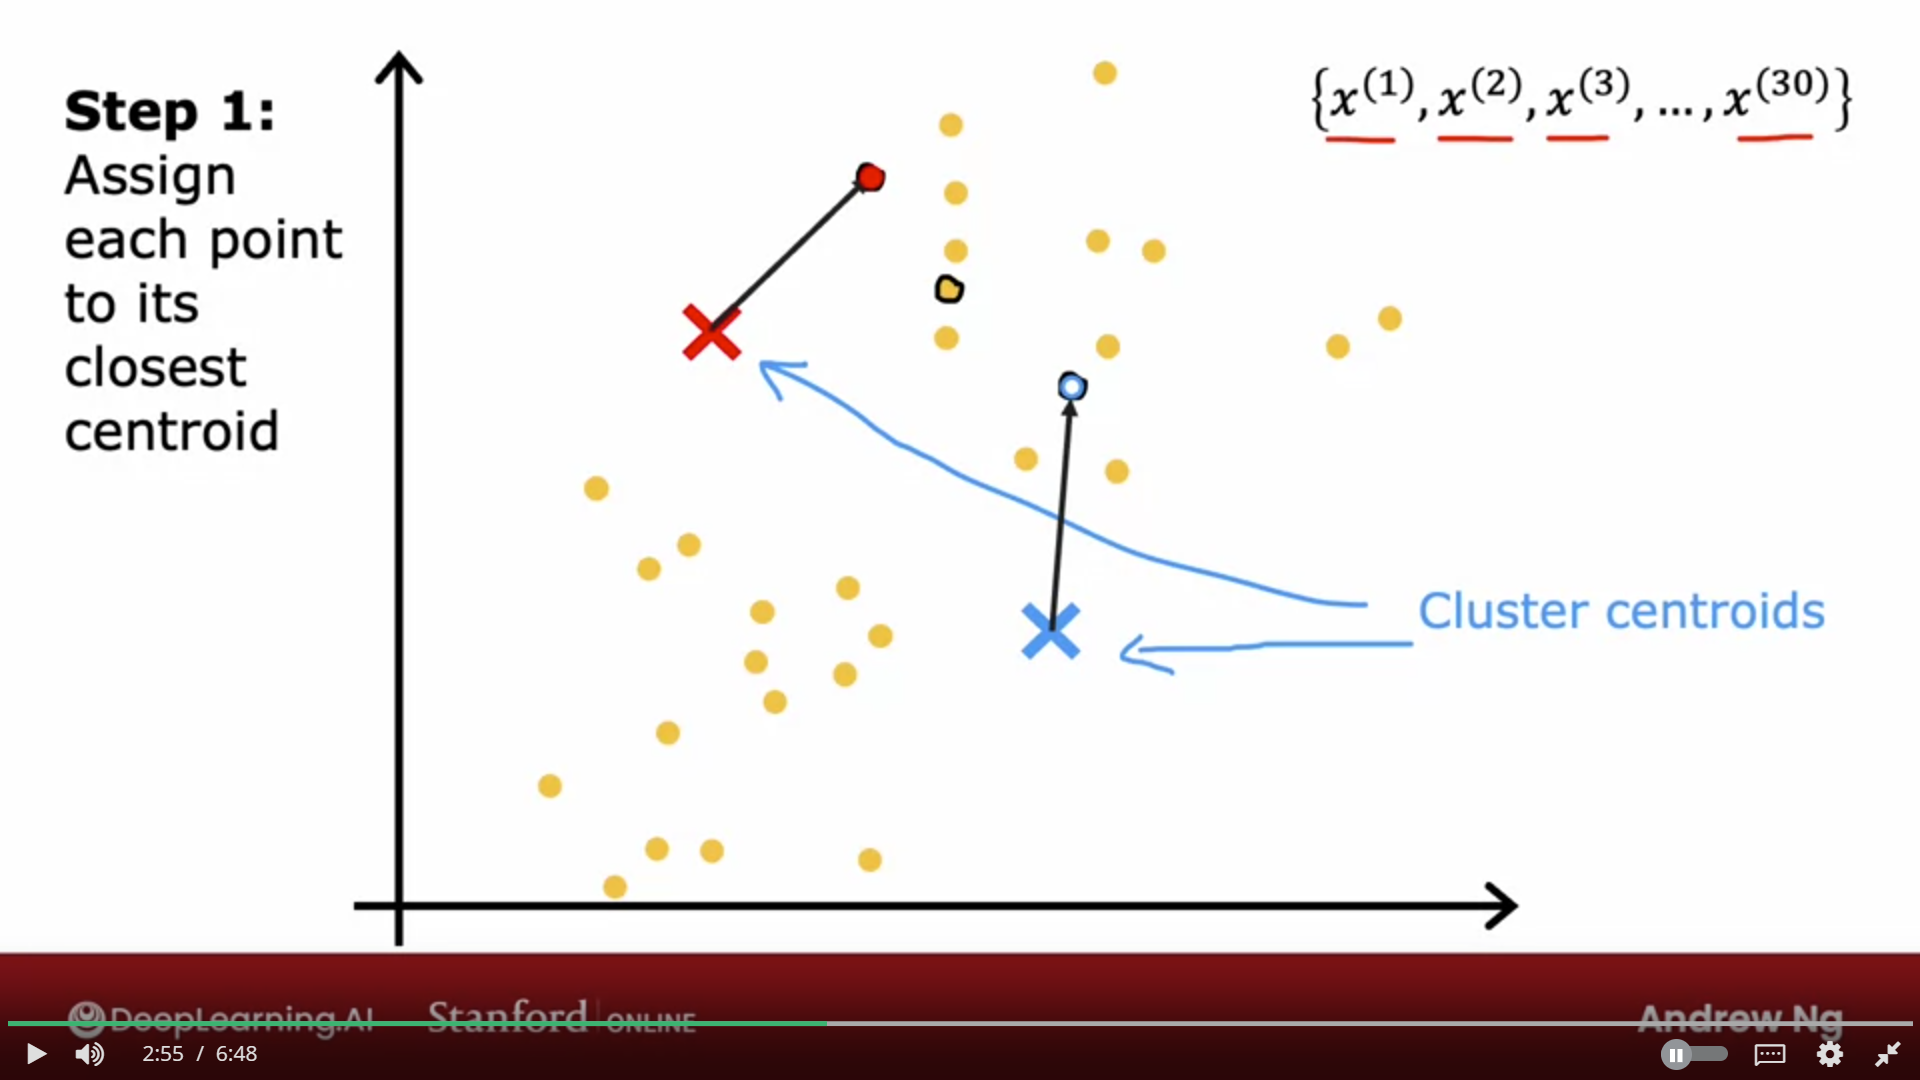 Step 1:
Assign
each point
to its
closest
centroid
{x^(1), x^(2), x^(3), ..., x^(30)}
Cluster centroids
DeepLearning.AI
Stanford | ONLINE
Andrew Ng
2:55 / 6:48